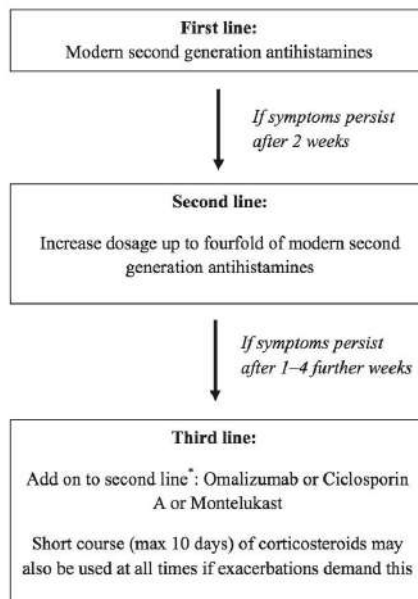 First line:
Modern second generation antihistamines
If symptoms persist
after 2 weeks
Second line:
Increase dosage up to fourfold of modern second
generation antihistamines
If symptoms persist
after 1–4 further weeks
Third line:
Add on to second line*: Omalizumab or Ciclosporin
A or Montelukast
Short course (max 10 days) of corticosteroids may
also be used at all times if exacerbations demand this